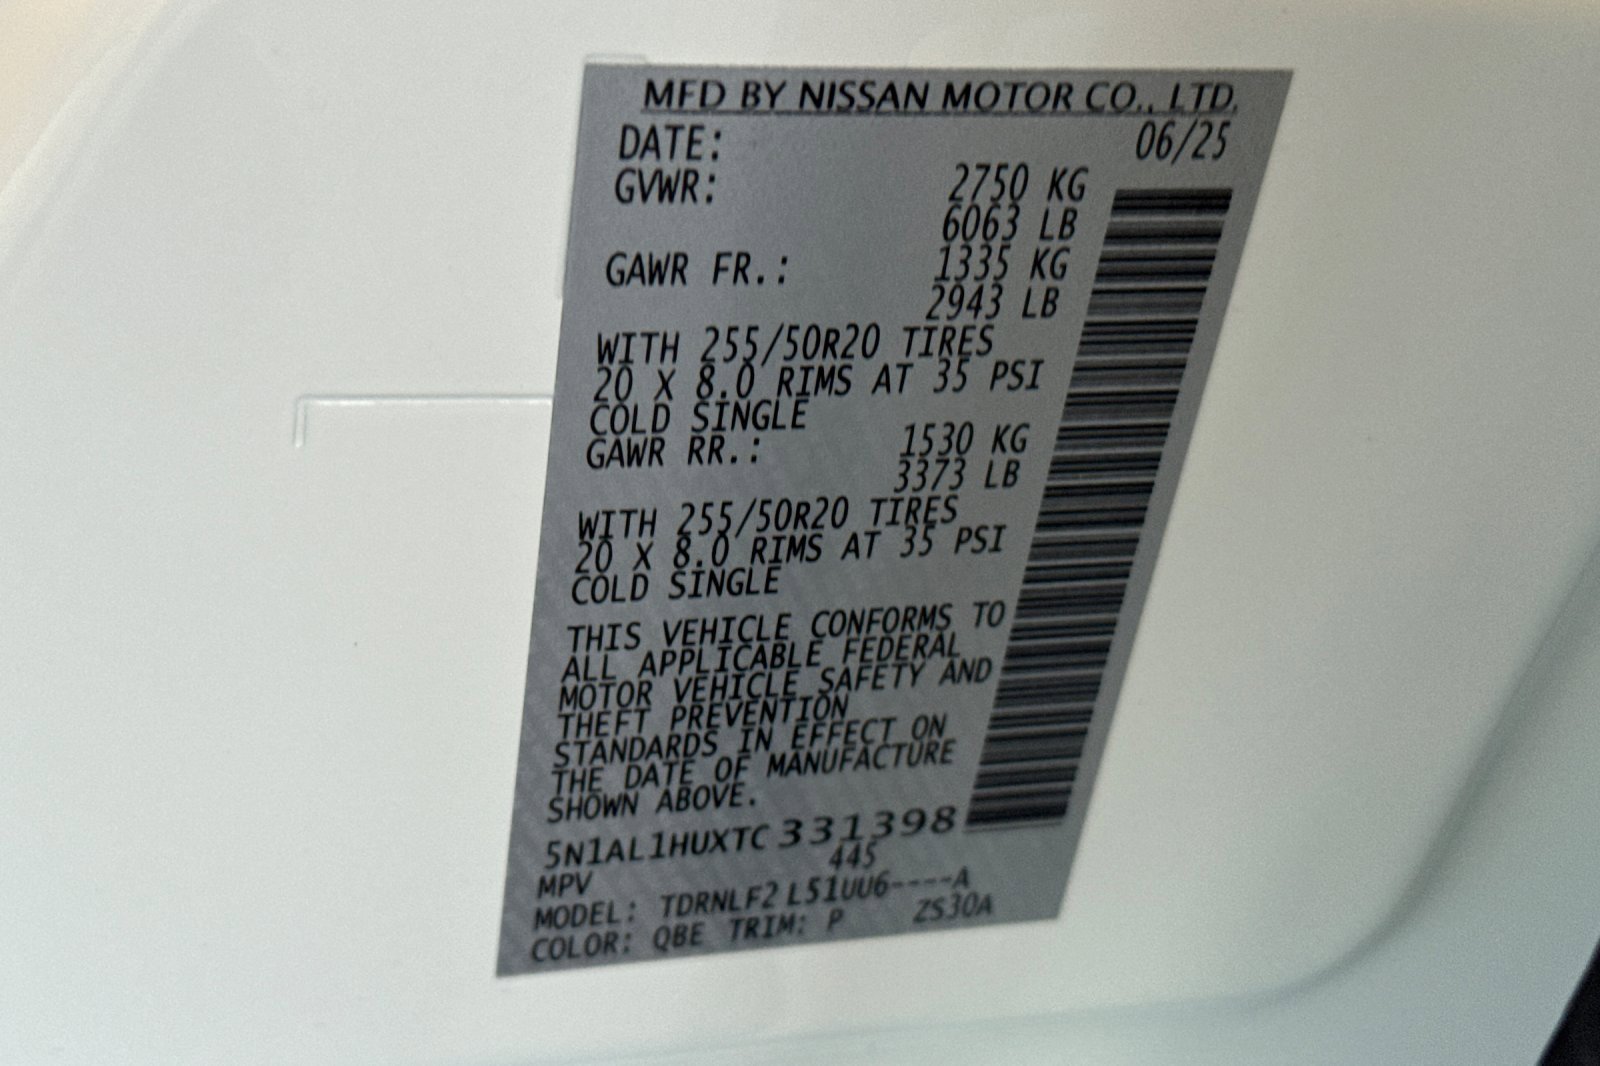 MFD BY NISSAN MOTOR CO., LTD.
DATE: 06/25
GVWR: 2750 KG
6063 LB
GAWR FR.: 1335 KG
2943 LB
WITH 255/50R20 TIRES
20 X 8.0 RIMS AT 35 PSI
COLD SINGLE
GAWR RR.: 1530 KG
3373 LB
WITH 255/50R20 TIRES
20 X 8.0 RIMS AT 35 PSI
COLD SINGLE
THIS VEHICLE CONFORMS TO
ALL APPLICABLE FEDERAL
MOTOR VEHICLE SAFETY AND
THEFT PREVENTION
STANDARDS IN EFFECT ON
THE DATE OF MANUFACTURE
SHOWN ABOVE.
5N1AL1HUXTC331398
MPV 445
MODEL: TDRNLF2 L51UU6----A
COLOR: QBE TRIM: P ZS30A